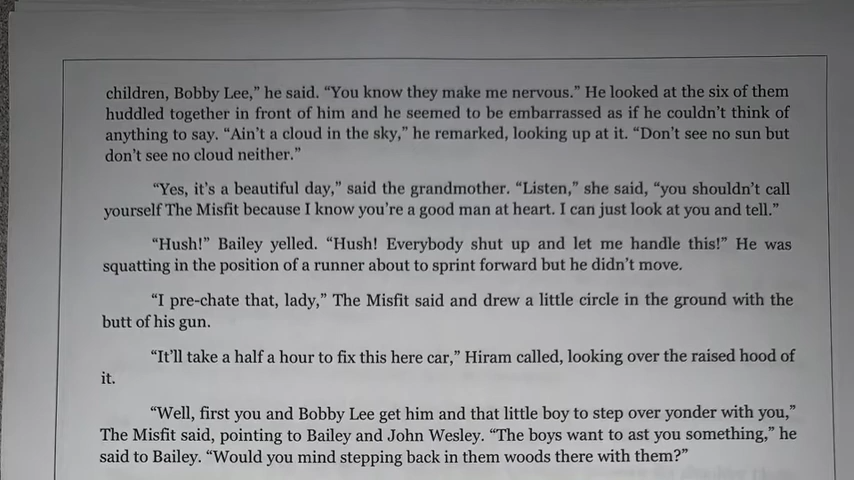 children, Bobby Lee,” he said. “You know they make me nervous.” He looked at the six of them
huddled together in front of him and he seemed to be embarrassed as if he couldn’t think of
anything to say. “Ain’t a cloud in the sky,” he remarked, looking up at it. “Don’t see no sun but
don’t see no cloud neither.”
“Yes, it’s a beautiful day,” said the grandmother. “Listen,” she said, “you shouldn’t call
yourself The Misfit because I know you’re a good man at heart. I can just look at you and tell.”
“Hush!” Bailey yelled. “Hush! Everybody shut up and let me handle this!” He was
squatting in the position of a runner about to sprint forward but he didn’t move.
“I pre-chate that, lady,” The Misfit said and drew a little circle in the ground with the
butt of his gun.
“It’ll take a half a hour to fix this here car,” Hiram called, looking over the raised hood of
it.
“Well, first you and Bobby Lee get him and that little boy to step over yonder with you,”
The Misfit said, pointing to Bailey and John Wesley. “The boys want to ast you something,” he
said to Bailey. “Would you mind stepping back in them woods there with them?”